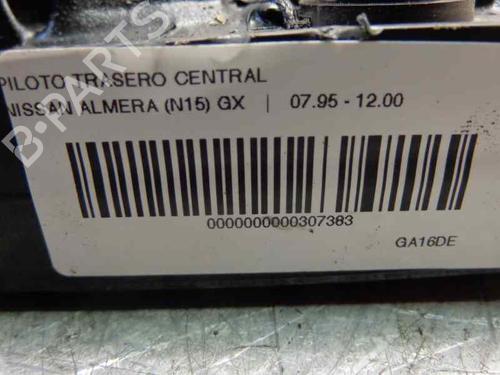 PILOTO TRASERO CENTRAL
NISSAN ALMERA (N15) GX | 07.95 - 12.00
0000000000307383
GA16DE
B-PARTS